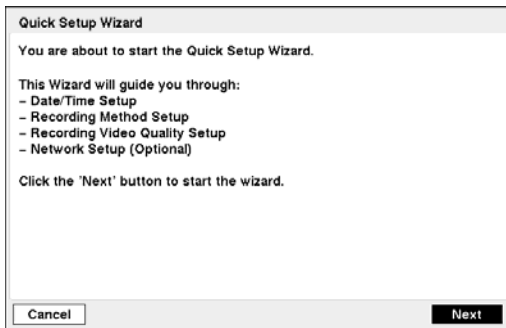 Quick Setup Wizard
You are about to start the Quick Setup Wizard.
This Wizard will guide you through:
– Date/Time Setup
– Recording Method Setup
– Recording Video Quality Setup
– Network Setup (Optional)
Click the 'Next' button to start the wizard.
Cancel
Next